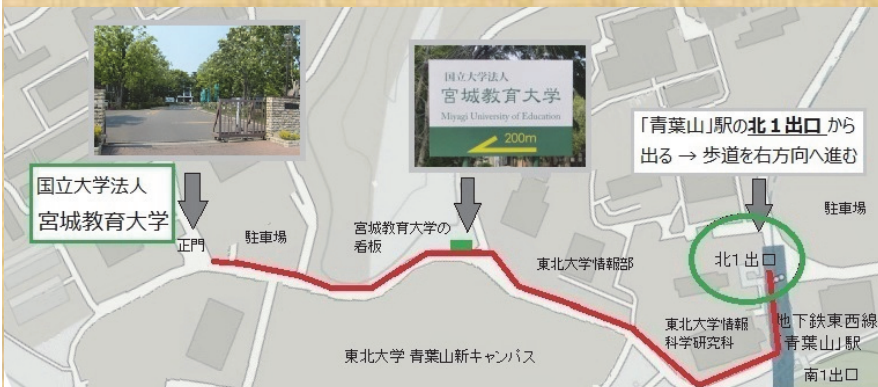 国立大学法人
宮城教育大学
Miyagi University of Education
200m
「青葉山」駅の北1出口から
出る → 歩道を右方向へ進む
国立大学法人
宮城教育大学
正門
駐車場
宮城教育大学の
看板
東北大学情報部
北1出口
駐車場
東北大学情報
科学研究科
地下鉄東西線
「青葉山」駅
南1出口
東北大学 青葉山新キャンパス